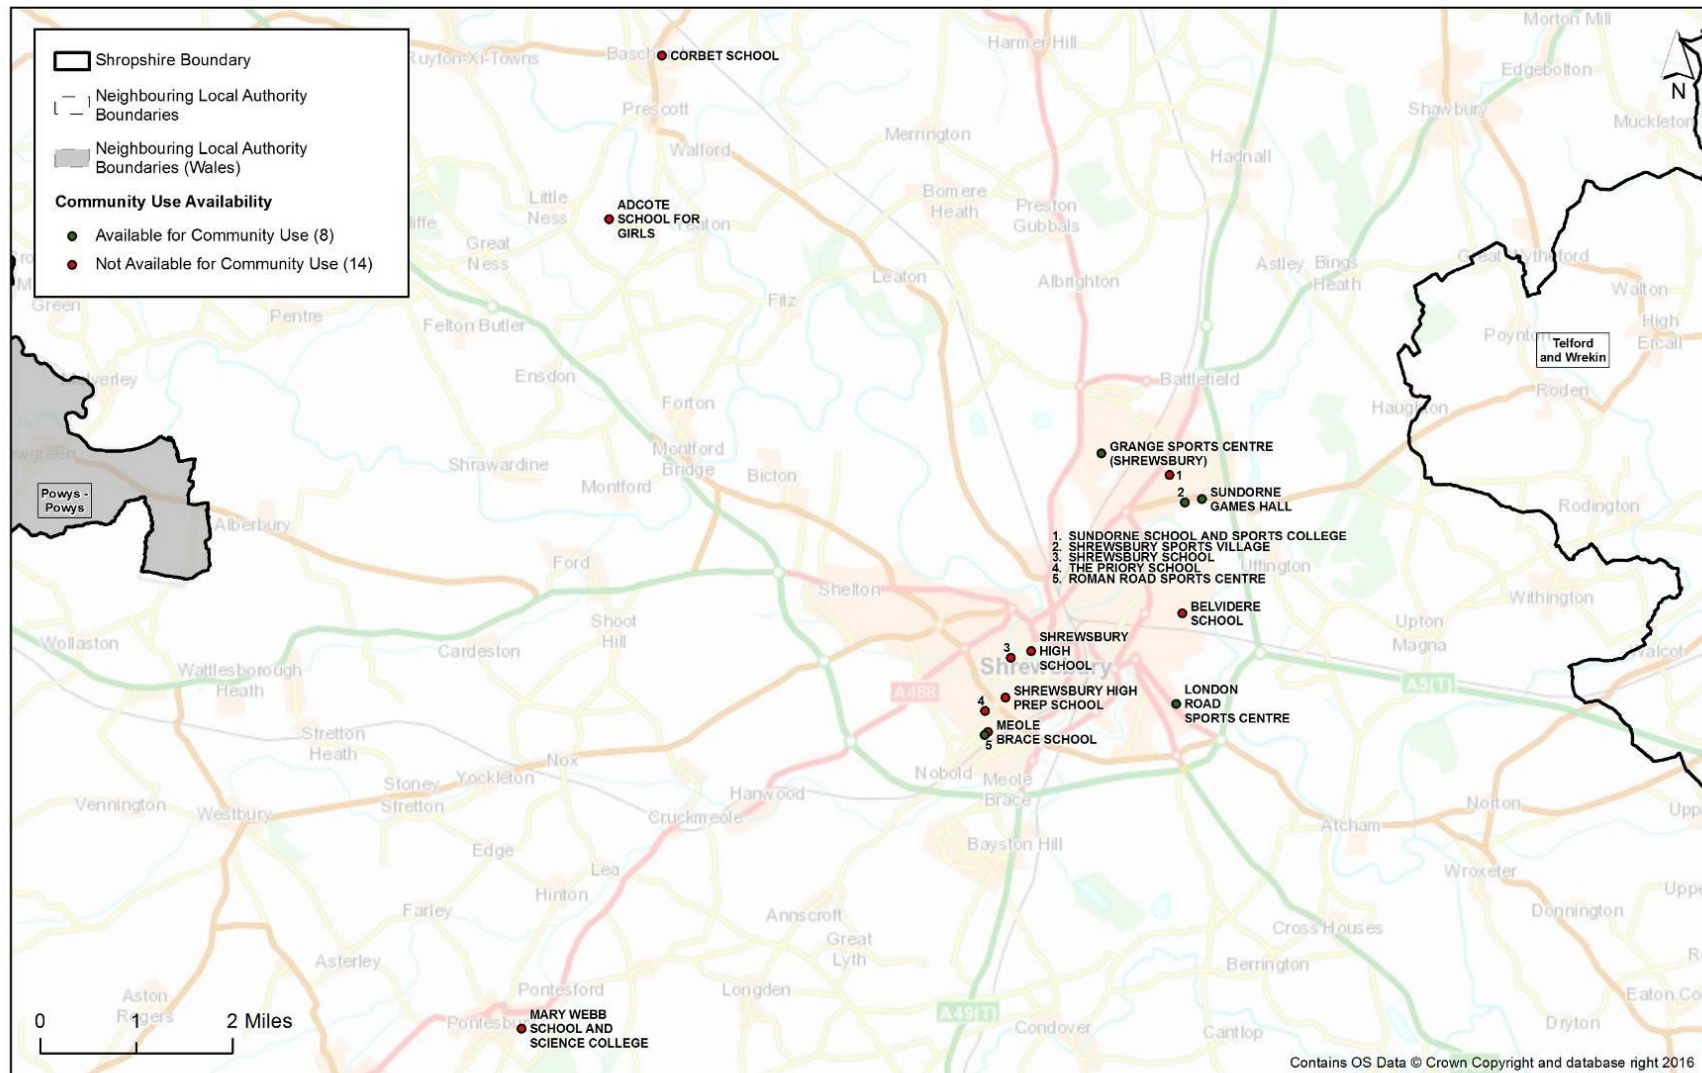 Shropshire Boundary
Neighbouring Local Authority
Boundaries
Neighbouring Local Authority
Boundaries (Wales)
Community Use Availability
Available for Community Use (8)
Not Available for Community Use (14)
Ruyton-XI-Towns
CORBET SCHOOL
Harmer Hill
Morton Mill
Edgebolton
N
Prescott
Shawbury
Muckleton
Merrington
Walford
Hadnall
Little
Ness
ADCOTE
SCHOOL FOR
GIRLS
Bomere
Heath
Preston
Gubbals
Great
Ness
Leaton
Albrighton
Astley
Bings
Heath
Walton
Green
Pentre
Fitz
Felton Butler
Poynton
High
Ercall
Telford
and Wrekin
Ensdon
Battlefield
Roden
Forton
Haughton
Montford
Bridge
GRANGE SPORTS CENTRE
(SHREWSBURY)
Shrawardine
Bicton
1
Montford
2
SUNDORNE
GAMES HALL
Rodington
Powys -
Powys
Alberbury
1. SUNDORNE SCHOOL AND SPORTS COLLEGE
2. SHREWSBURY SPORTS VILLAGE
3. SHREWSBURY SCHOOL
4. THE PRIORY SCHOOL
5. ROMAN ROAD SPORTS CENTRE
Ford
Uffington
Shelton
Withington
BELVIDERE
SCHOOL
Shoot
Hill
Upton
Magna
Wollaston
Cardeston
SHREWSBURY
HIGH
SCHOOL
3
Shrewsbury
Wattlesborough
Heath
A488
A5(T)
SHREWSBURY HIGH
PREP SCHOOL
4
LONDON
ROAD
SPORTS CENTRE
MEOLE
BRACE SCHOOL
5
Stretton
Heath
Nox
Nobold
Meole
Brace
Stoney
Stretton
Yockleton
Hanwood
Vennington
Westbury
Cruckmeole
Norton
Atcham
Bayston Hill
Edge
Lea
Wroxeter
Hinton
Farley
Annscroft
Donnington
Great
Lyth
Cross Houses
Asterley
Berrington
Pontesford
Longden
Aston
Rogers
Eaton Co
A49(T)
Pontesbu
MARY WEBB
SCHOOL AND
SCIENCE COLLEGE
Condover
Cantlop
Dryton
0 1 2 Miles
Contains OS Data © Crown Copyright and database right 2016